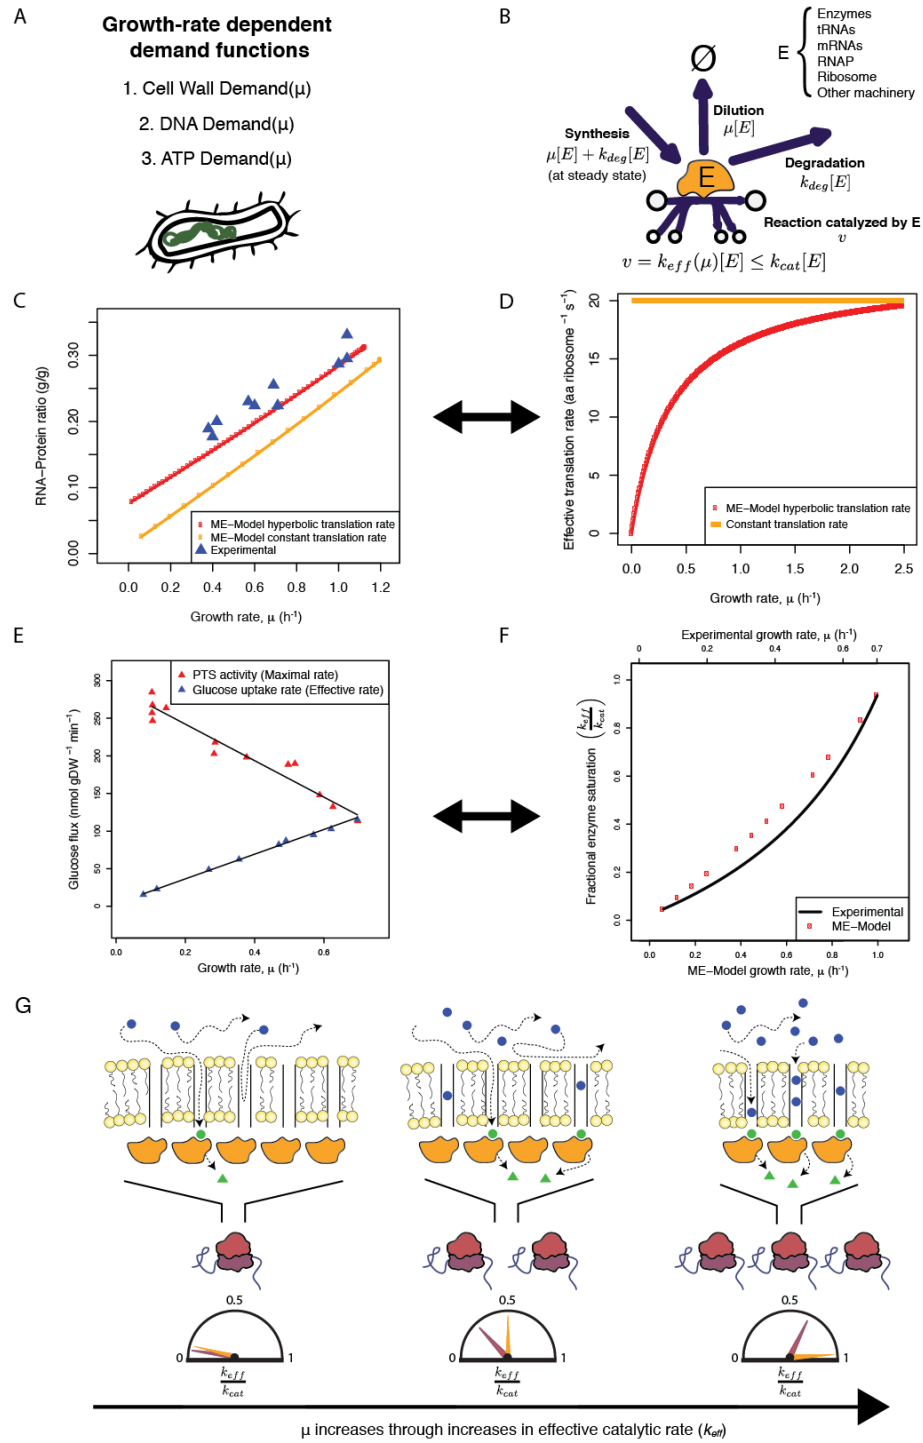 A
Growth-rate dependent
demand functions
1. Cell Wall Demand(μ)
2. DNA Demand(μ)
3. ATP Demand(μ)
B
E
Enzymes
tRNAs
mRNAs
RNAP
Ribosome
Other machinery
Ø
Dilution
μ[E]
Synthesis
μ[E] + k_deg[E]
(at steady state)
Degradation
k_deg[E]
E
Reaction catalyzed by E
v
v = k_eff(μ)[E] ≤ k_cat[E]
C
RNA−Protein ratio (g/g)
0.00
0.10
0.20
0.30
ME−Model hyperbolic translation rate
ME−Model constant translation rate
Experimental
0.0 0.2 0.4 0.6 0.8 1.0 1.2
Growth rate, μ (h⁻¹)
D
Effective translation rate (aa ribosome⁻¹ s⁻¹)
0
5
10
15
20
ME−Model hyperbolic translation rate
Constant translation rate
0.0 0.5 1.0 1.5 2.0 2.5
Growth rate, μ (h⁻¹)
E
PTS activity (Maximal rate)
Glucose uptake rate (Effective rate)
Glucose flux (nmol gDW⁻¹ min⁻¹)
0
50
100
150
200
250
300
0.0 0.2 0.4 0.6
Growth rate, μ (h⁻¹)
F
Experimental growth rate, μ (h⁻¹)
0 0.2 0.4 0.6 0.7
Fractional enzyme saturation (k_eff/k_cat)
0.0
0.2
0.4
0.6
0.8
1.0
Experimental
ME−Model
0.0 0.2 0.4 0.6 0.8 1.0
ME−Model growth rate, μ (h⁻¹)
G
0.5
0 1
k_eff
k_cat
0.5
0 1
k_eff
k_cat
0.5
0 1
k_eff
k_cat
μ increases through increases in effective catalytic rate (k_eff)